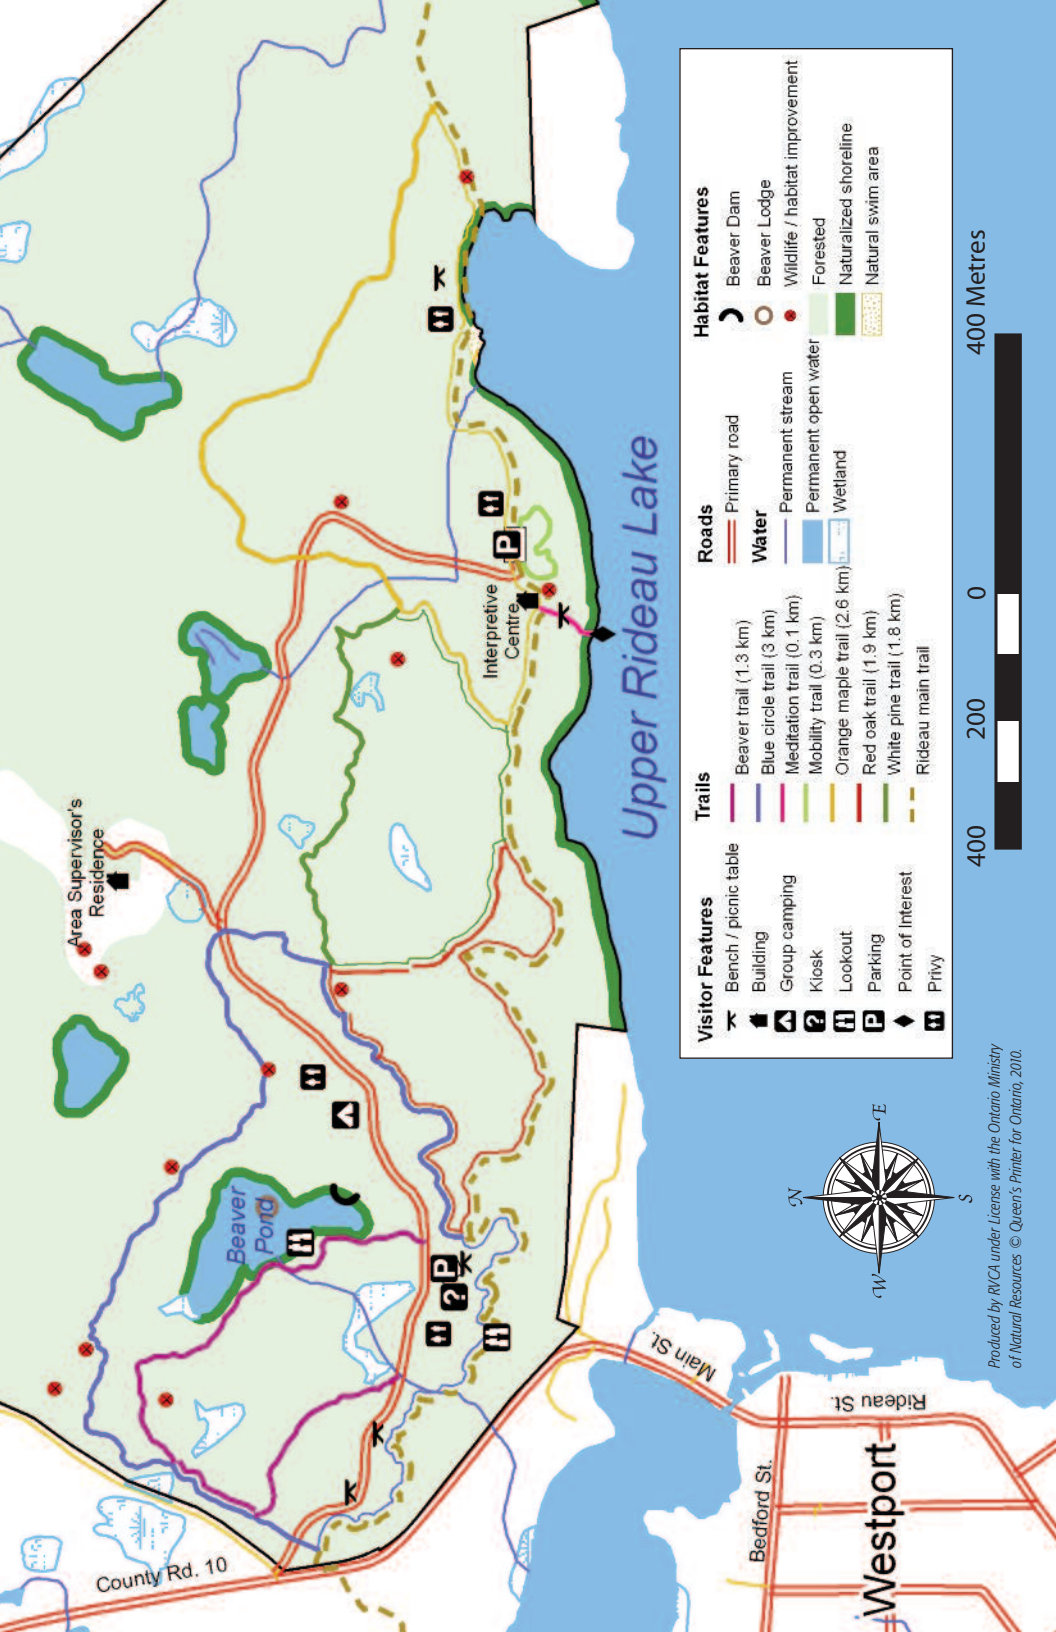 Area Supervisor's
Residence
Beaver
Pond
Interpretive
Centre
Upper Rideau Lake
County Rd. 10
Main St.
Rideau St.
Bedford St.
Westport
Visitor Features
Bench / picnic table
Building
Group camping
Kiosk
Lookout
Parking
Point of Interest
Privy
Trails
Beaver trail (1.3 km)
Blue circle trail (3 km)
Meditation trail (0.1 km)
Mobility trail (0.3 km)
Orange maple trail (2.6 km)
Red oak trail (1.9 km)
White pine trail (1.8 km)
Rideau main trail
Roads
Primary road
Water
Permanent stream
Permanent open water
Wetland
Habitat Features
Beaver Dam
Beaver Lodge
Wildlife / habitat improvement
Forested
Naturalized shoreline
Natural swim area
400 200 0 400 Metres
N
W E
S
Produced by RVCA under License with the Ontario Ministry
of Natural Resources © Queen's Printer for Ontario, 2010.
P
P
?
P
?